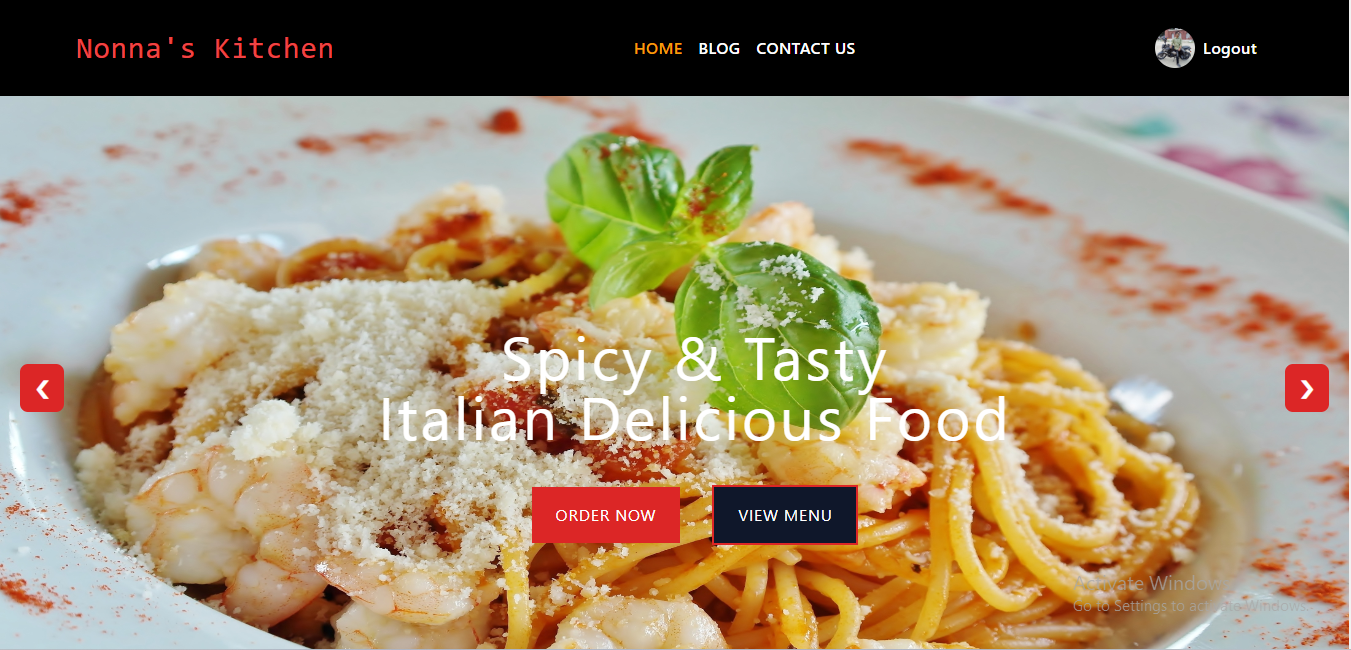 Nonna's Kitchen
HOME BLOG CONTACT US
Logout
Spicy & Tasty
Italian Delicious Food
ORDER NOW
VIEW MENU
Activate Windows
Go to Settings to activate Windows.